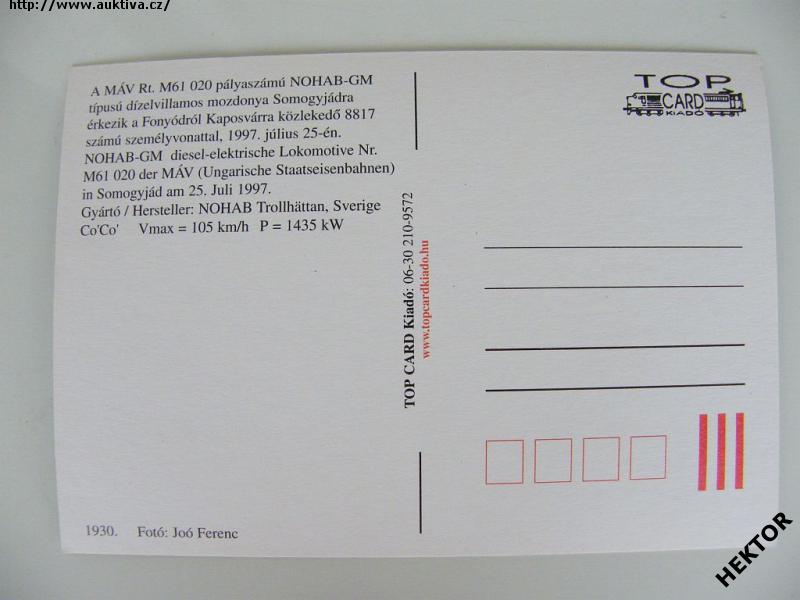 http://www.auktiva.cz/
A MÁV Rt. M61 020 pályaszámú NOHAB-GM
típusú dízelvillamos mozdonya Somogyjádra
érkezik a Fonyódról Kaposvárra közlekedő 8817
számú személyvonattal, 1997. július 25-én.
NOHAB-GM diesel-elektrische Lokomotive Nr.
M61 020 der MÁV (Ungarische Staatseisenbahnen)
in Somogyjád am 25. Juli 1997.
Gyártó / Hersteller: NOHAB Trollhättan, Sverige
Co'Co' Vmax = 105 km/h P = 1435 kW
1930. Fotó: Joó Ferenc
TOP CARD Kiadó: 06-30 210-9572
www.topcardkiado.hu
TOP
CARD
KIADÓ
HEKTOR